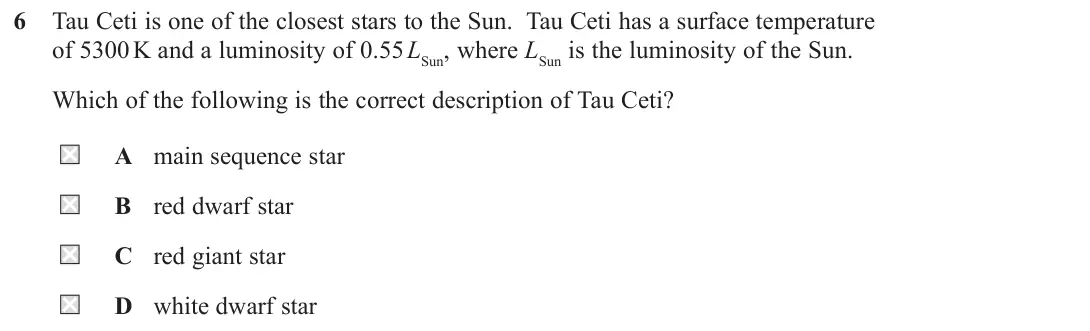 6 Tau Ceti is one of the closest stars to the Sun. Tau Ceti has a surface temperature
of 5300 K and a luminosity of 0.55 L_Sun, where L_Sun is the luminosity of the Sun.
Which of the following is the correct description of Tau Ceti?
A main sequence star
B red dwarf star
C red giant star
D white dwarf star